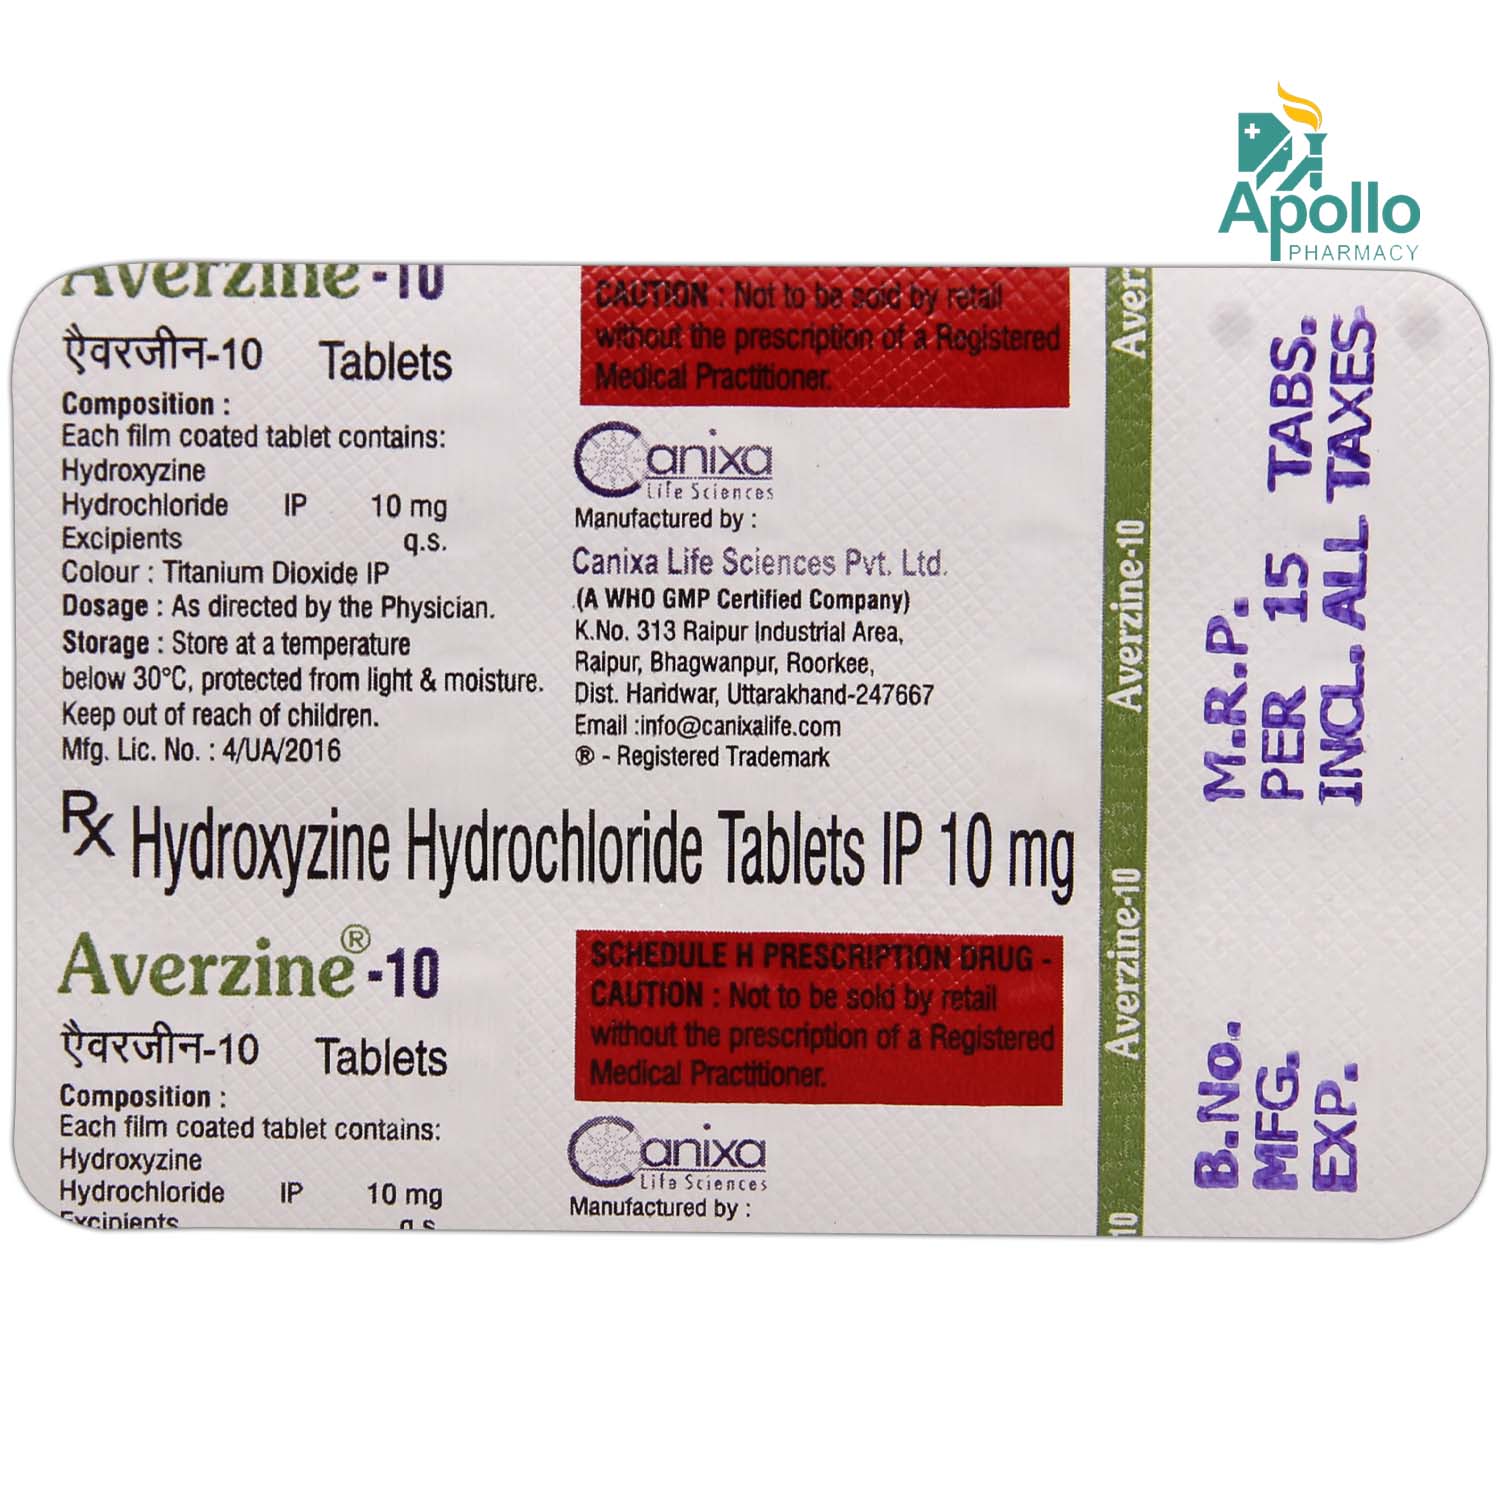 Apollo
PHARMACY
Averzine-10
ऐवरजीन-10 Tablets
Composition :
Each film coated tablet contains:
Hydroxyzine
Hydrochloride IP 10 mg
Excipients q.s.
Colour : Titanium Dioxide IP
Dosage : As directed by the Physician.
Storage : Store at a temperature
below 30°C, protected from light & moisture.
Keep out of reach of children.
Mfg. Lic. No. : 4/UA/2016
CAUTION : Not to be sold by retail
without the prescription of a Registered
Medical Practitioner.
Canixa
Life Sciences
Manufactured by :
Canixa Life Sciences Pvt. Ltd.
(A WHO GMP Certified Company)
K.No. 313 Raipur Industrial Area,
Raipur, Bhagwanpur, Roorkee,
Dist. Haridwar, Uttarakhand-247667
Email :info@canixalife.com
® - Registered Trademark
Rx Hydroxyzine Hydrochloride Tablets IP 10 mg
Averzine®-10
ऐवरजीन-10 Tablets
Composition :
Each film coated tablet contains:
Hydroxyzine
Hydrochloride IP 10 mg
Excipients q.s.
SCHEDULE H PRESCRIPTION DRUG -
CAUTION : Not to be sold by retail
without the prescription of a Registered
Medical Practitioner.
Canixa
Life Sciences
Manufactured by :
Aver
Averzine-10
Averzine-10
10
M.R.P.
PER 15 TABS.
INCL. ALL TAXES
B.No.
MFG.
EXP.